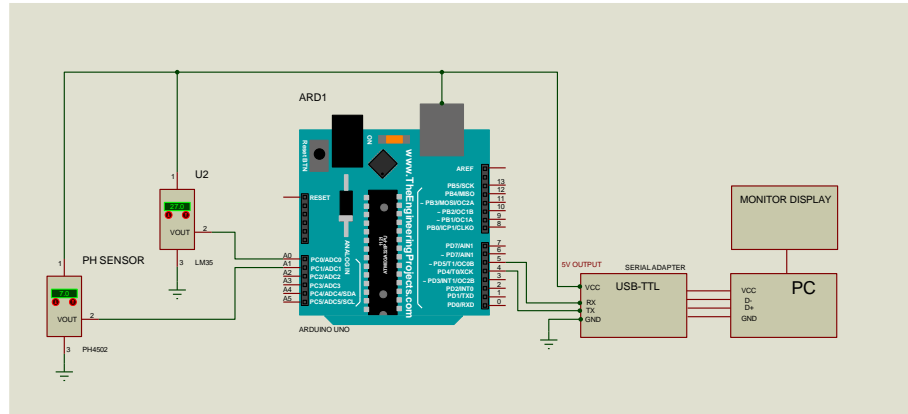 ARD1
Reset BTN
ON
www.TheEngineeringProjects.com
AREF
RESET
PB5/SCK 13
PB4/MISO 12
~ PB3/MOSI/OC2A 11
~ PB2/OC1B 10
~ PB1/OC1A 9
PB0/ICP1/CLKO 8
ANALOG IN
PD7/AIN1 7
~ PD7/AIN1 6
~ PD5/T1/OC0B 5
PD4/T0/XCK 4
~ PD3/INT1/OC2B 3
PD2/INT0 2
PD1/TXD 1
PD0/RXD 0
A0 PC0/ADC0
A1 PC1/ADC1
A2 PC2/ADC2
A3 PC3/ADC3
A4 PC4/ADC4/SDA
A5 PC5/ADC5/SCL
ARDUINO UNO
U2
1
27.0
VOUT 2
3
LM35
PH SENSOR
1
7.0
VOUT 2
3
PH4502
5V OUTPUT
SERIAL ADAPTER
USB-TTL
VCC
RX
TX
GND
MONITOR DISPLAY
PC
VCC
D-
D+
GND